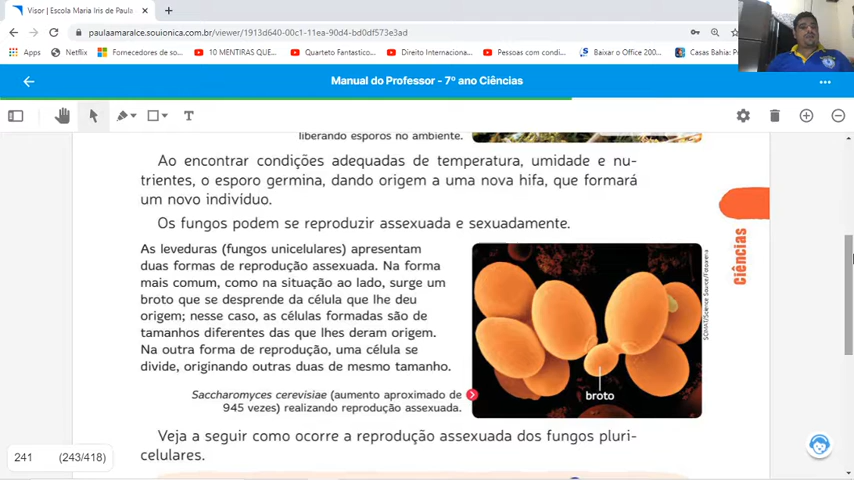 Visor | Escola Maria Iris de Paula
paulaamaralce.souionica.com.br/viewer/1913d640-00c1-11ea-90d4-bd0df573e3ad
Apps
Netflix
Fornecedores de so...
10 MENTIRAS QUE...
Quarteto Fantastico...
Direito Internacional...
Pessoas com condi...
Baixar o Office 200...
Casas Bahia: P
Manual do Professor - 7º ano Ciências
T
liberando esporos no ambiente.
Ao encontrar condições adequadas de temperatura, umidade e nu-
trientes, o esporo germina, dando origem a uma nova hifa, que formará
um novo indivíduo.
Os fungos podem se reproduzir assexuada e sexuadamente.
As leveduras (fungos unicelulares) apresentam
duas formas de reprodução assexuada. Na forma
mais comum, como na situação ao lado, surge um
broto que se desprende da célula que lhe deu
origem; nesse caso, as células formadas são de
tamanhos diferentes das que lhes deram origem.
Na outra forma de reprodução, uma célula se
divide, originando outras duas de mesmo tamanho.
Saccharomyces cerevisiae (aumento aproximado de
945 vezes) realizando reprodução assexuada.
broto
SCIMAT/Science Source/Fotoarena
Ciências
Veja a seguir como ocorre a reprodução assexuada dos fungos pluri-
celulares.
241 (243/418)